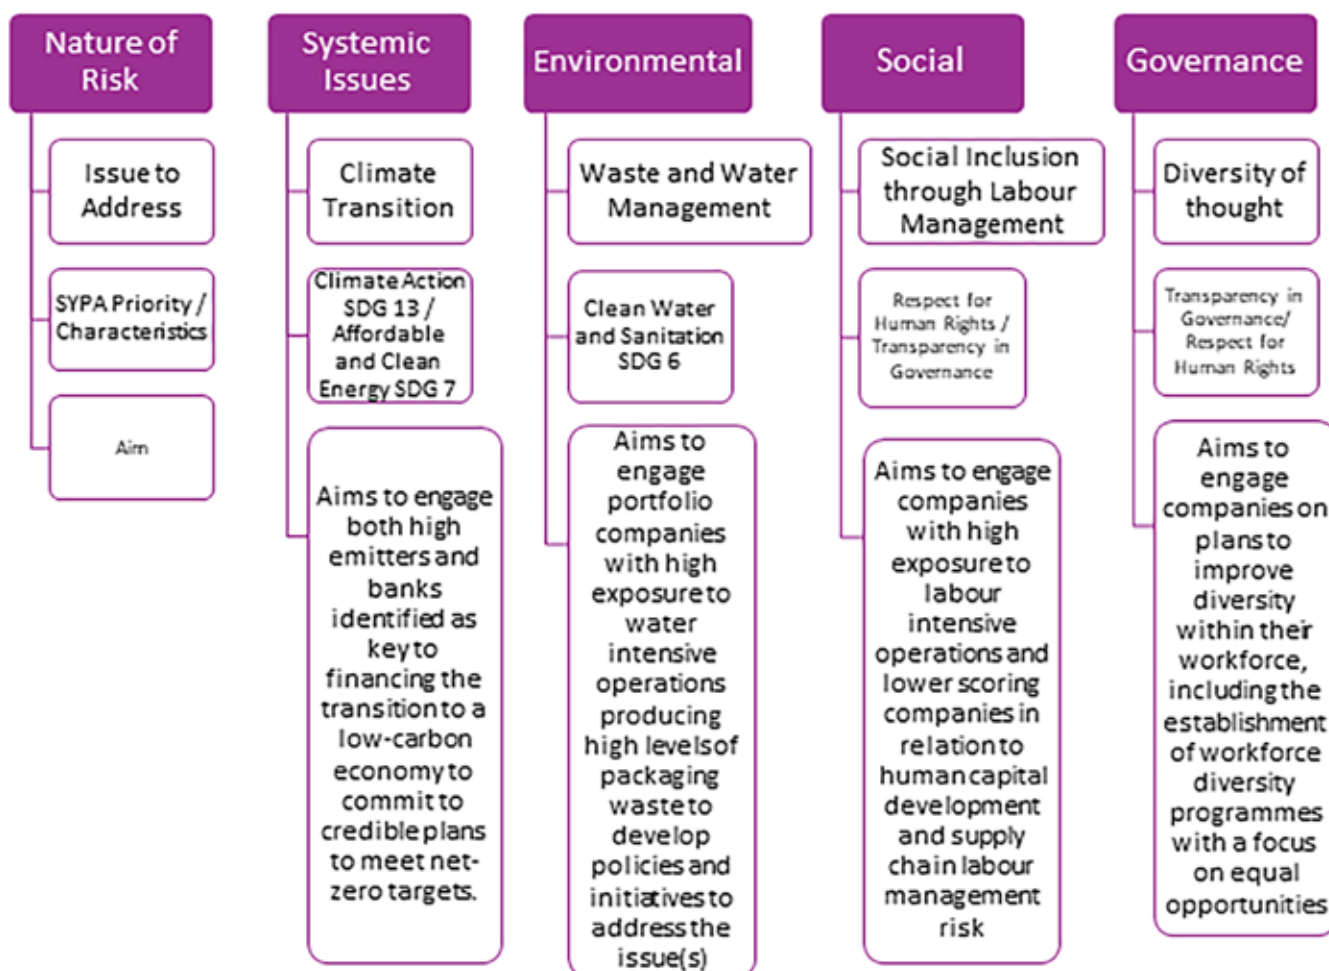 Nature of
Risk
Issue to
Address
SYPA Priority /
Characteristics
Aim
Systemic
Issues
Climate
Transition
Climate Action
SDG 13 /
Affordable
and Clean
Energy SDG 7
Aims to engage
both high
emitters and
banks
identified as
key to
financing the
transition to a
low-carbon
economy to
commit to
credible plans
to meet net-
zero targets.
Environmental
Waste and Water
Management
Clean Water
and Sanitation
SDG 6
Aims to
engage
portfolio
companies
with high
exposure to
water
intensive
operations
producing
high levels of
packaging
waste to
develop
policies and
initiatives to
address the
issue(s)
Social
Social Inclusion
through Labour
Management
Respect for
Human Rights /
Transparency in
Governance
Aims to engage
companies
with high
exposure to
labour
intensive
operations and
lower scoring
companies in
relation to
human capital
development
and supply
chain labour
management
risk
Governance
Diversity of
thought
Transparency in
Governance/
Respect for
Human Rights
Aims to
engage
companies on
plans to
improve
diversity
within their
workforce,
including the
establishment
of workforce
diversity
programmes
with a focus
on equal
opportunities